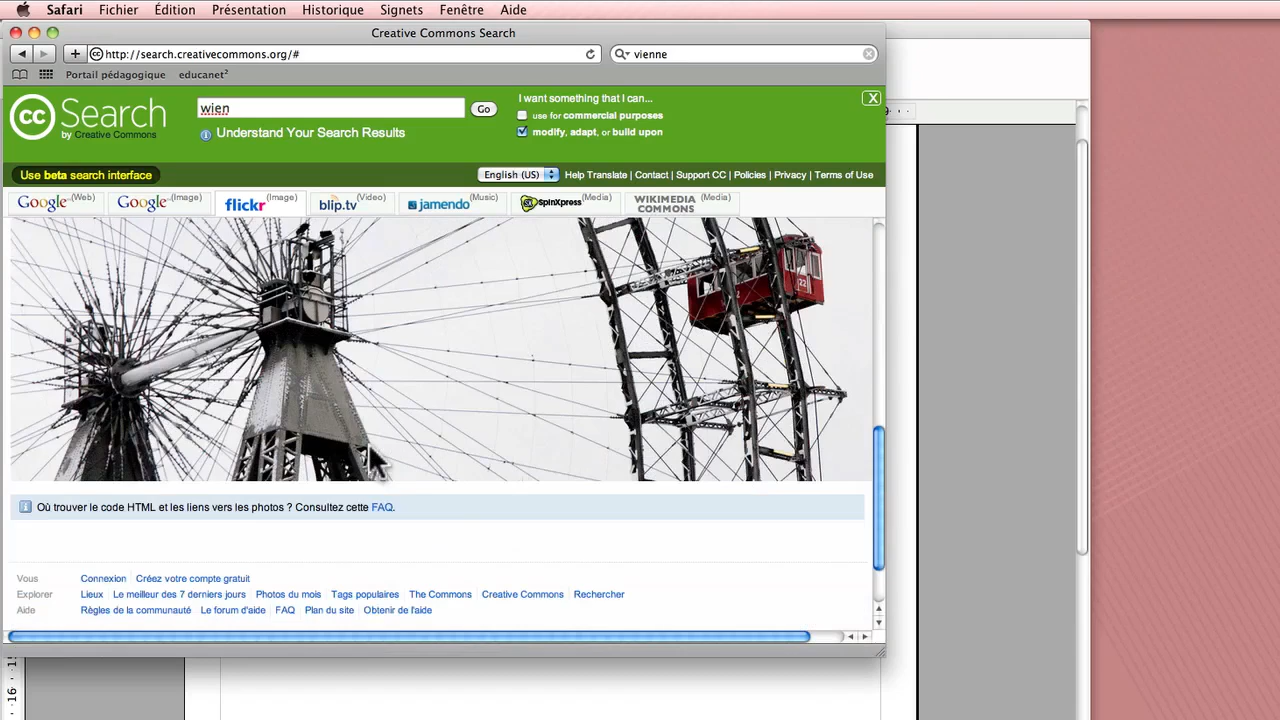 Safari Fichier Édition Présentation Historique Signets Fenêtre Aide
Creative Commons Search
http://search.creativecommons.org/#
vienne
Portail pédagogique educanet²
cc Search
by Creative Commons
wien
Go
Understand Your Search Results
I want something that I can...
use for commercial purposes
modify, adapt, or build upon
X
Use beta search interface
English (US)
Help Translate | Contact | Support CC | Policies | Privacy | Terms of Use
Google (Web)
Google (Image)
flickr (Image)
blip.tv (Video)
jamendo (Music)
SpinXpress (Media)
WIKIMEDIA COMMONS (Media)
22
Où trouver le code HTML et les liens vers les photos ? Consultez cette FAQ.
Vous Connexion Créez votre compte gratuit
Explorer Lieux Le meilleur des 7 derniers jours Photos du mois Tags populaires The Commons Creative Commons Rechercher
Aide Règles de la communauté Le forum d'aide FAQ Plan du site Obtenir de l'aide
16